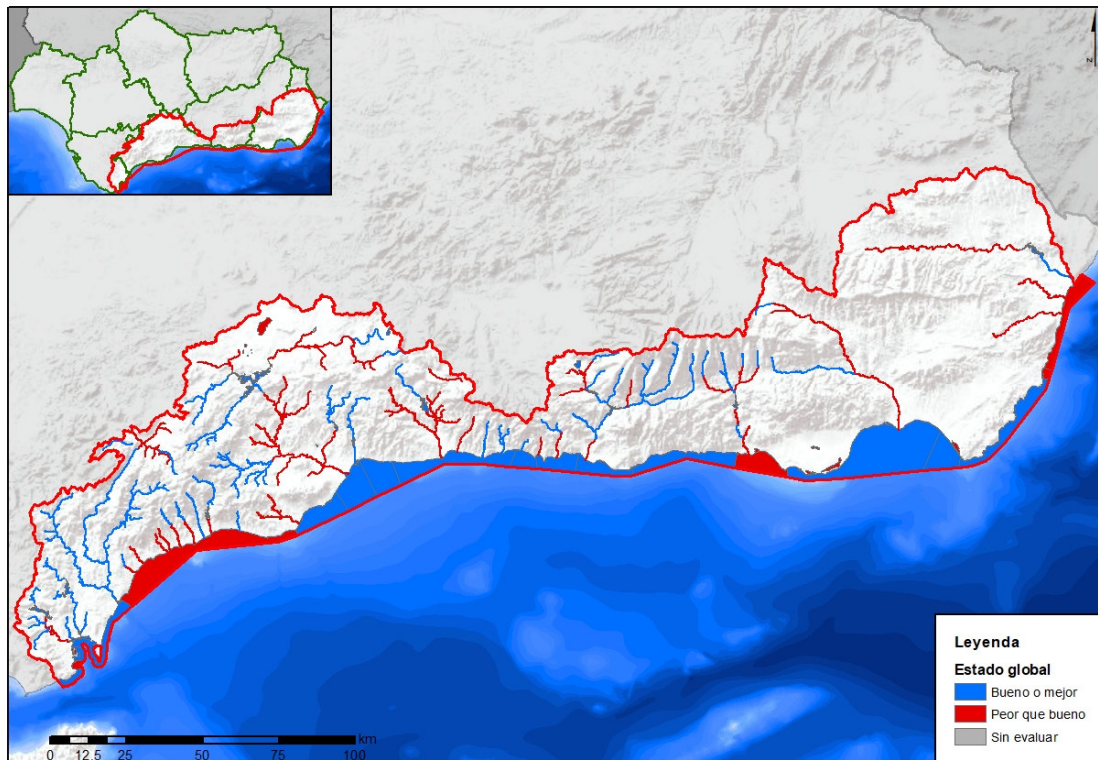 N
Leyenda
Estado global
Bueno o mejor
Peor que bueno
Sin evaluar
km
0 12.5 25 50 75 100